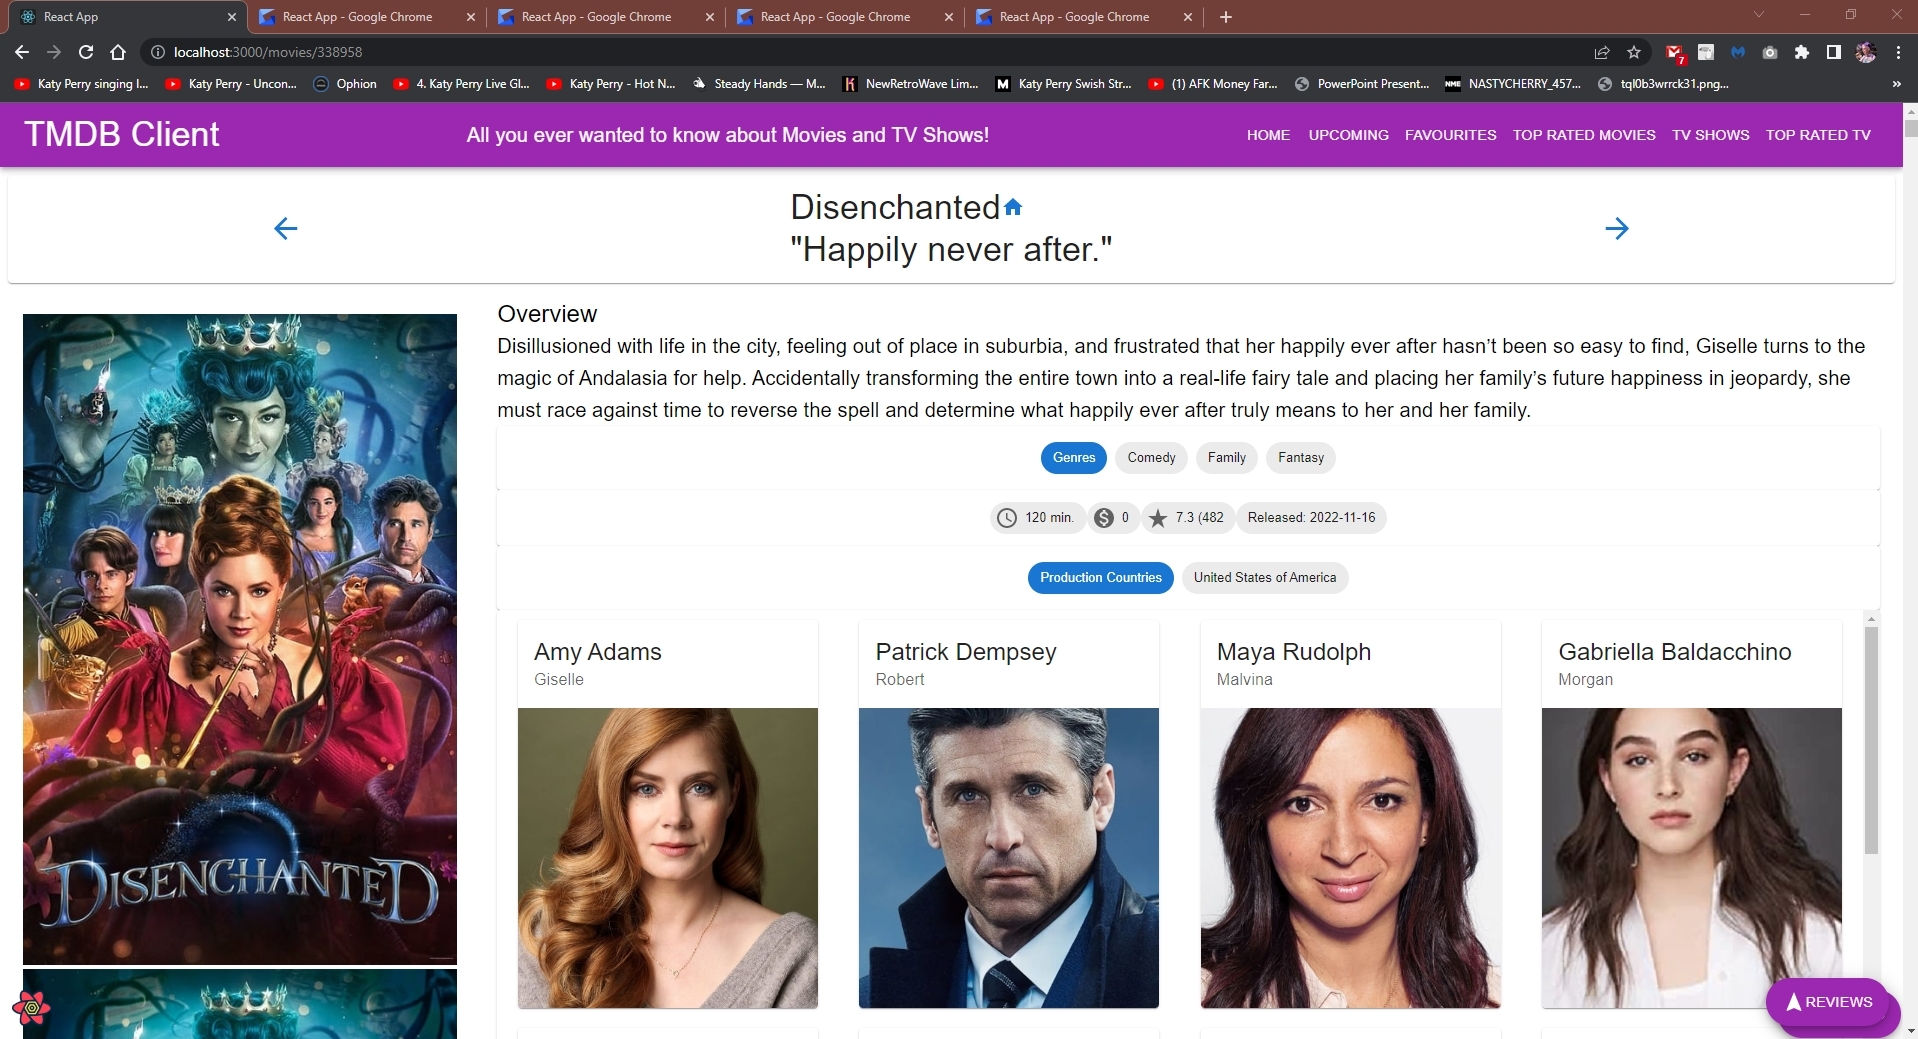 React App
React App - Google Chrome
React App - Google Chrome
React App - Google Chrome
React App - Google Chrome
localhost:3000/movies/338958
7
Katy Perry singing I...
Katy Perry - Uncon...
Ophion
4. Katy Perry Live Gl...
Katy Perry - Hot N...
Steady Hands — M...
NewRetroWave Lim...
M
Katy Perry Swish Str...
(1) AFK Money Far...
PowerPoint Present...
NME
NASTYCHERRY_457...
tql0b3wrrck31.png...
»
TMDB Client
All you ever wanted to know about Movies and TV Shows!
HOME
UPCOMING
FAVOURITES
TOP RATED MOVIES
TV SHOWS
TOP RATED TV
Disenchanted
"Happily never after."
DISENCHANTED
Overview
Disillusioned with life in the city, feeling out of place in suburbia, and frustrated that her happily ever after hasn’t been so easy to find, Giselle turns to the
magic of Andalasia for help. Accidentally transforming the entire town into a real-life fairy tale and placing her family’s future happiness in jeopardy, she
must race against time to reverse the spell and determine what happily ever after truly means to her and her family.
Genres
Comedy
Family
Fantasy
120 min.
0
7.3 (482
Released: 2022-11-16
Production Countries
United States of America
Amy Adams
Giselle
Patrick Dempsey
Robert
Maya Rudolph
Malvina
Gabriella Baldacchino
Morgan
REVIEWS